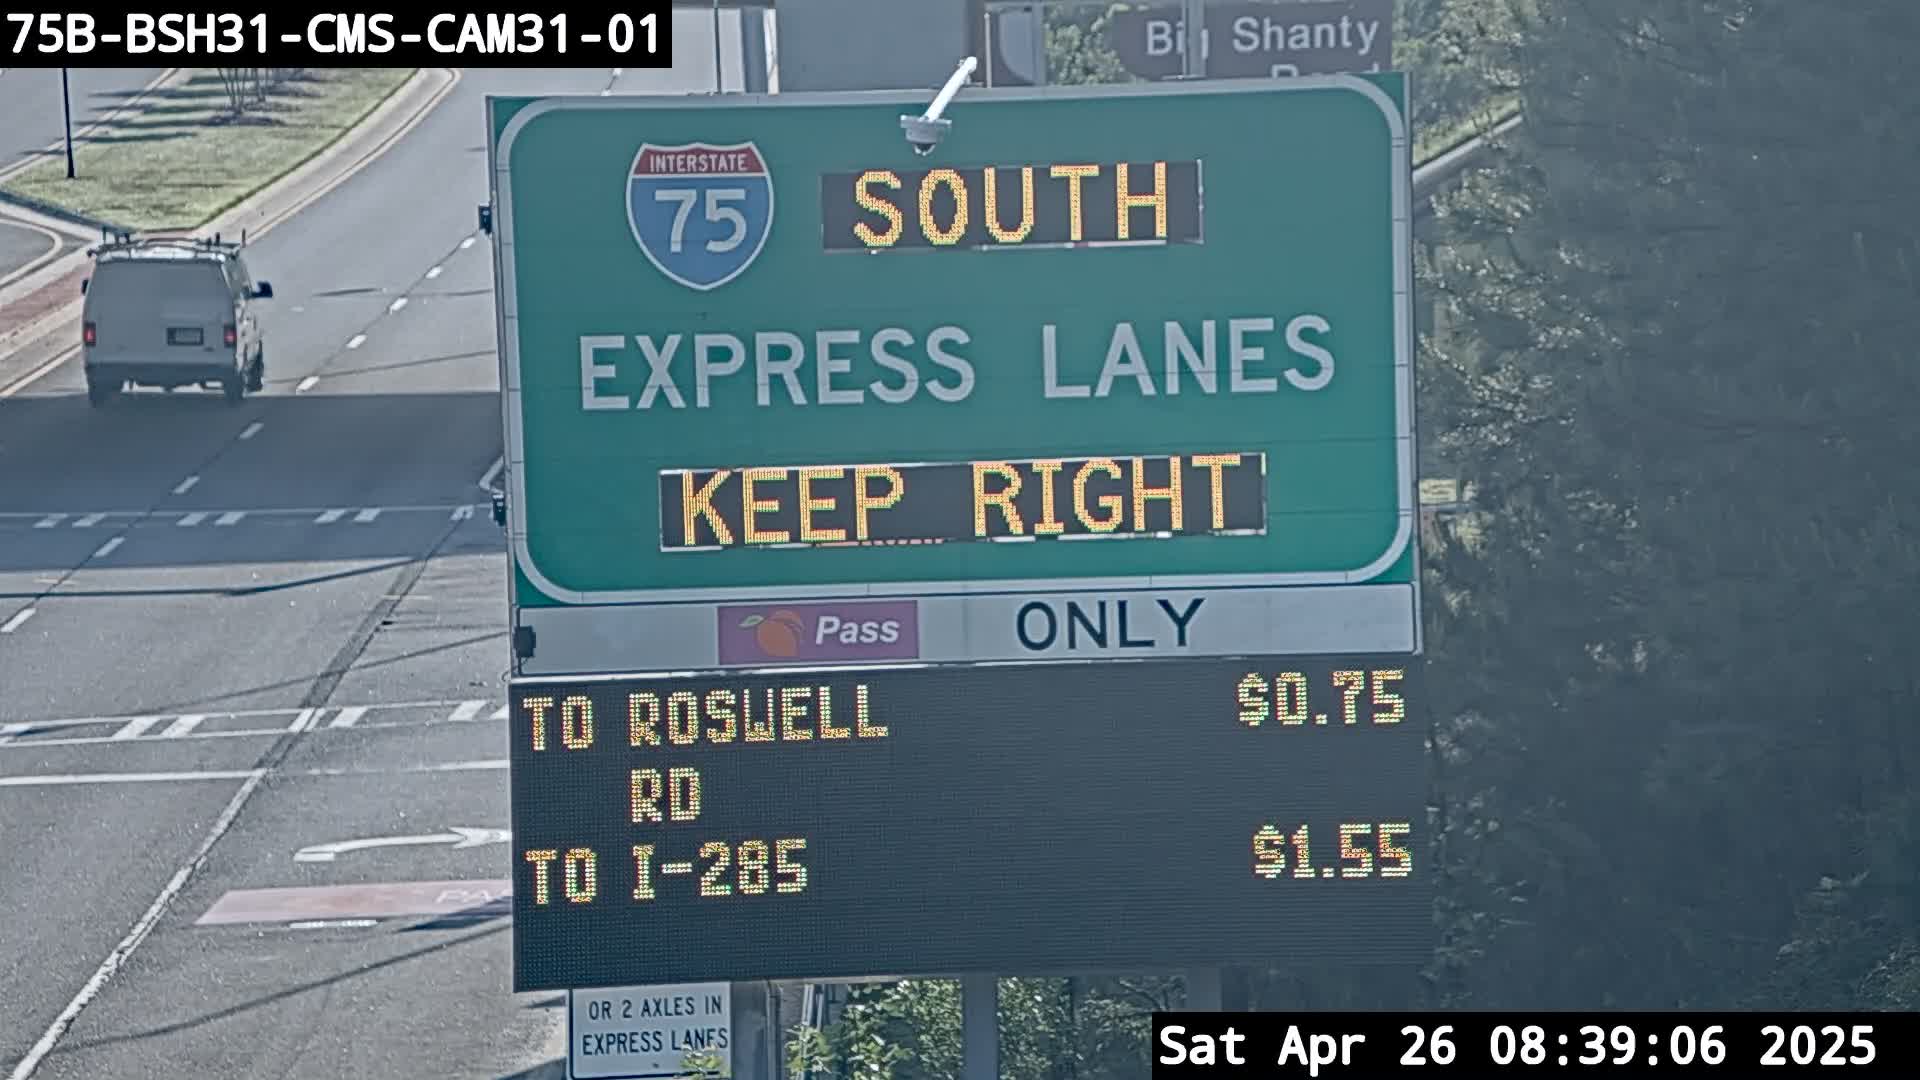 75B-BSH31-CMS-CAM31-01
Big Shanty
Road
INTERSTATE
75
SOUTH
EXPRESS LANES
KEEP RIGHT
Pass
ONLY
TO ROSWELL $0.75
RD
TO I-285 $1.55
OR 2 AXLES IN
EXPRESS LANES
Sat Apr 26 08:39:06 2025